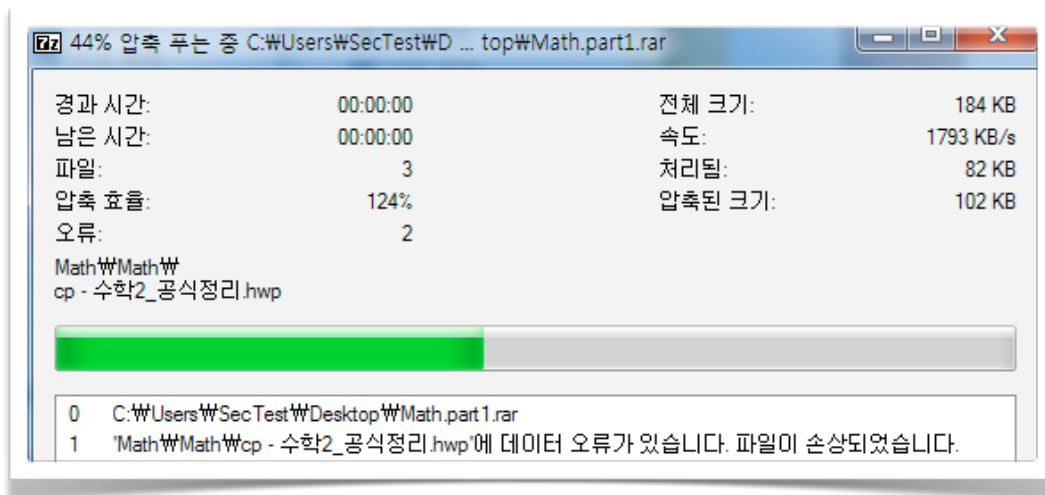 7z 44% 압축 푸는 중 C:₩Users₩SecTest₩D ... top₩Math.part1.rar
경과 시간: 00:00:00 전체 크기: 184 KB
남은 시간: 00:00:00 속도: 1793 KB/s
파일: 3 처리됨: 82 KB
압축 효율: 124% 압축된 크기: 102 KB
오류: 2
Math₩Math₩
cp - 수학2_공식정리.hwp
0 C:₩Users₩SecTest₩Desktop₩Math.part1.rar
1 'Math₩Math₩cp - 수학2_공식정리.hwp'에 데이터 오류가 있습니다. 파일이 손상되었습니다.